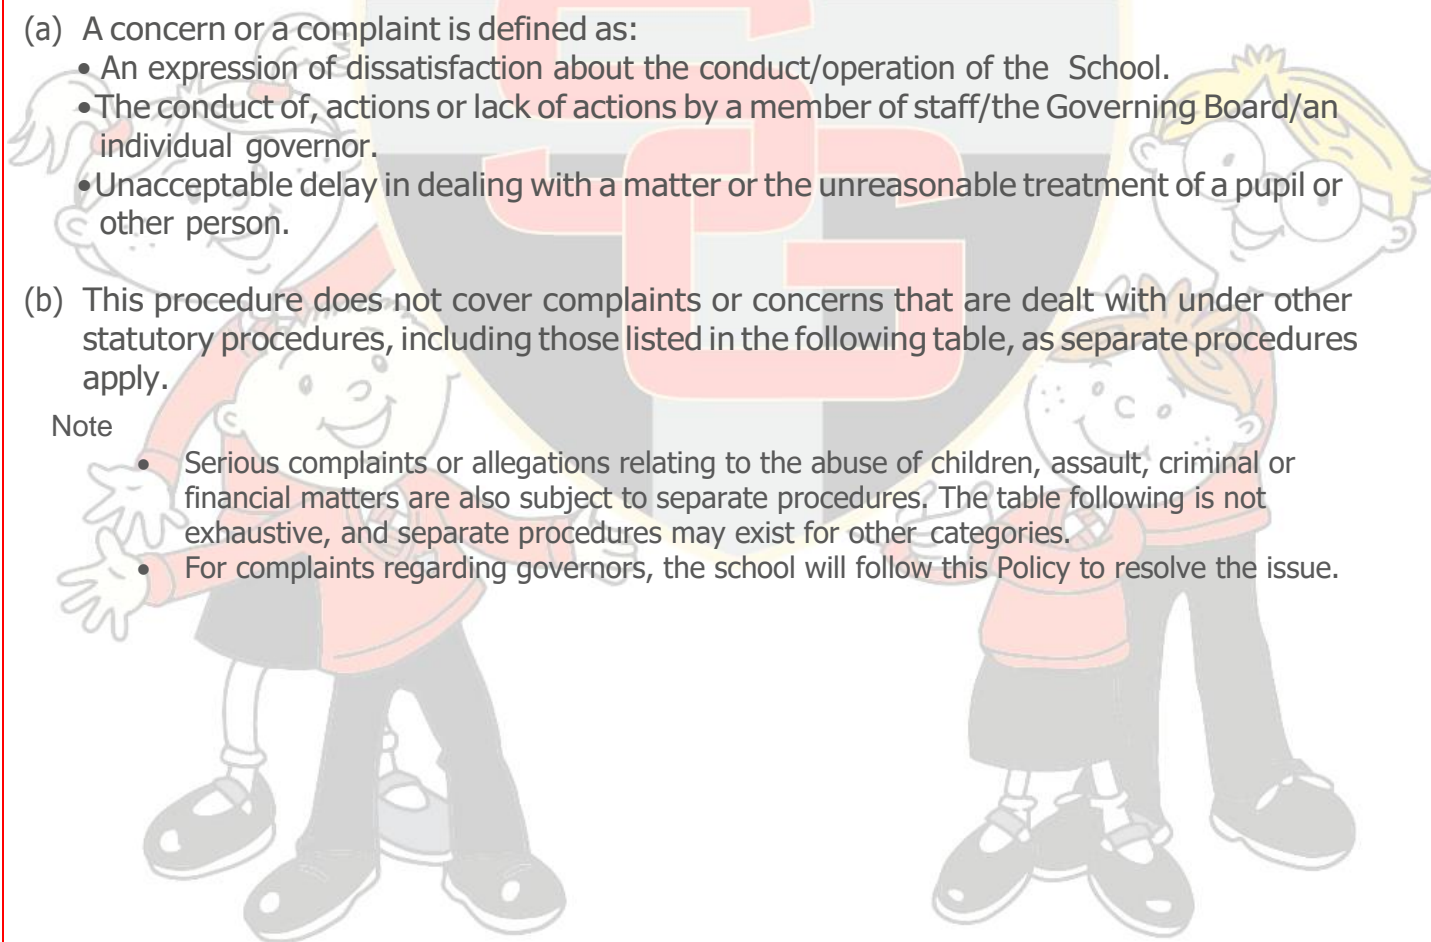 (a) A concern or a complaint is defined as:
• An expression of dissatisfaction about the conduct/operation of the School.
• The conduct of, actions or lack of actions by a member of staff/the Governing Board/an
individual governor.
• Unacceptable delay in dealing with a matter or the unreasonable treatment of a pupil or
other person.
(b) This procedure does not cover complaints or concerns that are dealt with under other
statutory procedures, including those listed in the following table, as separate procedures
apply.
Note
• Serious complaints or allegations relating to the abuse of children, assault, criminal or
financial matters are also subject to separate procedures. The table following is not
exhaustive, and separate procedures may exist for other categories.
• For complaints regarding governors, the school will follow this Policy to resolve the issue.
SG